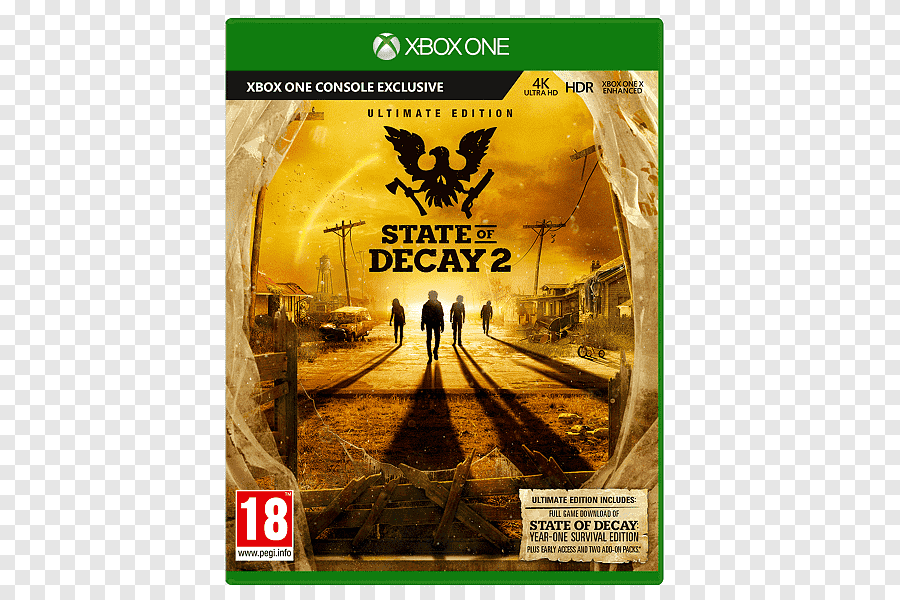 XBOX ONE
XBOX ONE CONSOLE EXCLUSIVE
4K
ULTRA HD
HDR
XBOX ONE X
ENHANCED
ULTIMATE EDITION
STATE OF
DECAY 2
18
TM
www.pegi.info
ULTIMATE EDITION INCLUDES:
FULL GAME DOWNLOAD OF
STATE OF DECAY:
YEAR-ONE SURVIVAL EDITION
PLUS EARLY ACCESS AND TWO ADD-ON PACKS*